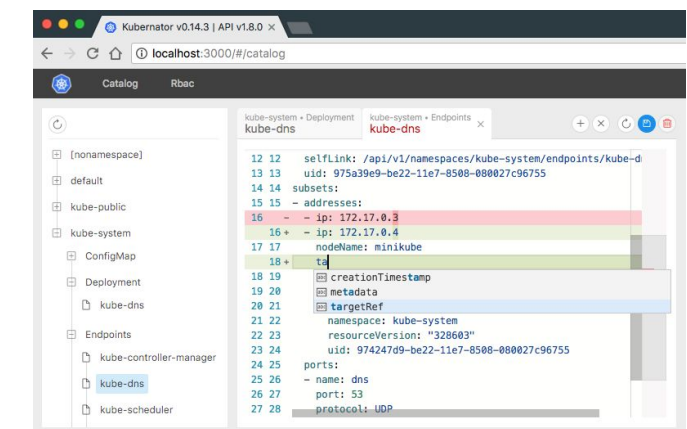 Kubernator v0.14.3 | API v1.8.0 ×
localhost:3000/#/catalog
Catalog Rbac
[nonamespace]
default
kube-public
kube-system
ConfigMap
Deployment
kube-dns
Endpoints
kube-controller-manager
kube-dns
kube-scheduler
kube-system • Deployment
kube-dns
kube-system • Endpoints ×
kube-dns
12 12 selfLink: /api/v1/namespaces/kube-system/endpoints/kube-d
13 13 uid: 975a39e9-be22-11e7-8508-080027c96755
14 14 subsets:
15 15 - addresses:
16 - - ip: 172.17.0.3
16 + - ip: 172.17.0.4
17 17 nodeName: minikube
18 + ta
18 19 creationTimestamp
19 20 metadata
20 21 targetRef
21 22 namespace: kube-system
22 23 resourceVersion: "328603"
23 24 uid: 974247d9-be22-11e7-8508-080027c96755
24 25 ports:
25 26 - name: dns
26 27 port: 53
27 28 protocol: UDP